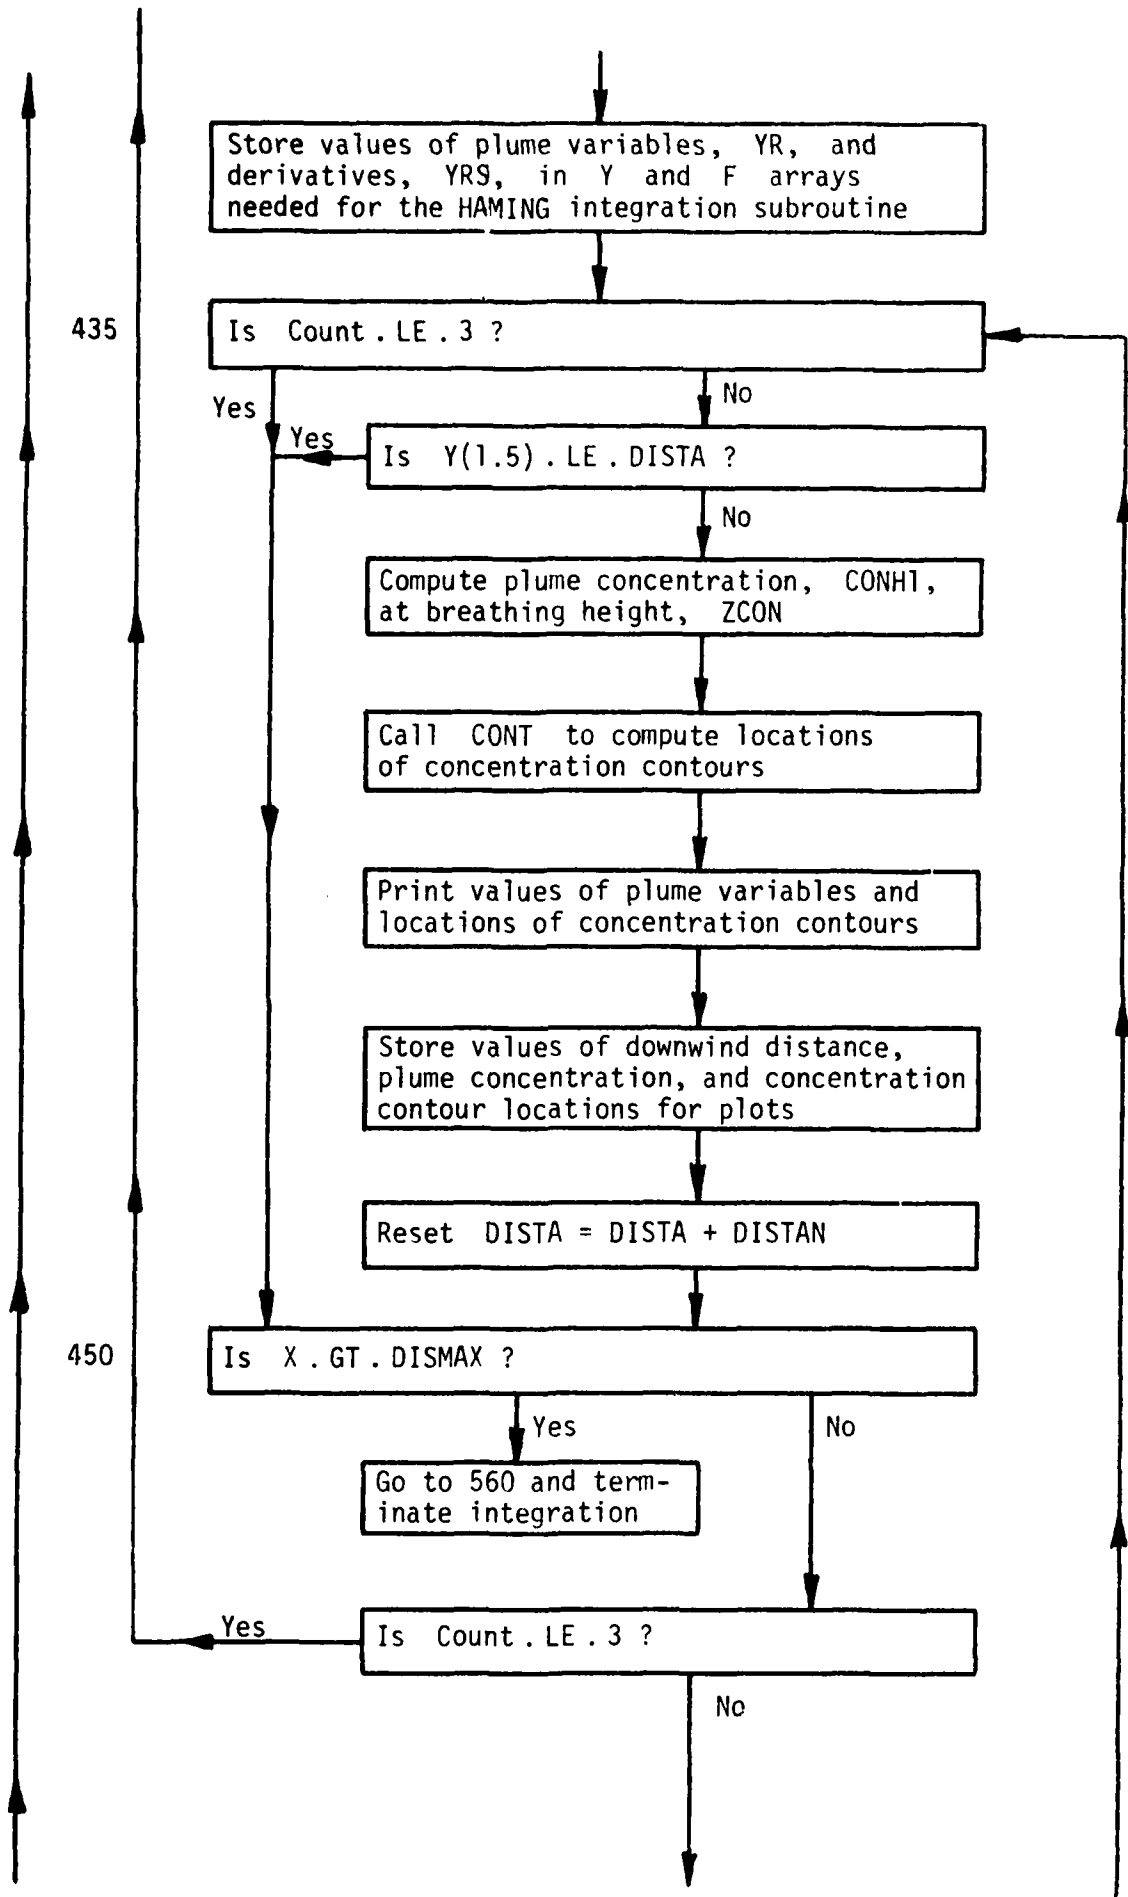 Store values of plume variables, YR, and
derivatives, YRS, in Y and F arrays
needed for the HAMING integration subroutine
435
Is Count.LE.3 ?
Yes
No
Yes
Is Y(1.5).LE.DISTA ?
No
Compute plume concentration, CONH1,
at breathing height, ZCON
Call CONT to compute locations
of concentration contours
Print values of plume variables and
locations of concentration contours
Store values of downwind distance,
plume concentration, and concentration
contour locations for plots
Reset DISTA = DISTA + DISTAN
450
Is X.GT.DISMAX ?
Yes
No
Go to 560 and term-
inate integration
Yes
Is Count.LE.3 ?
No